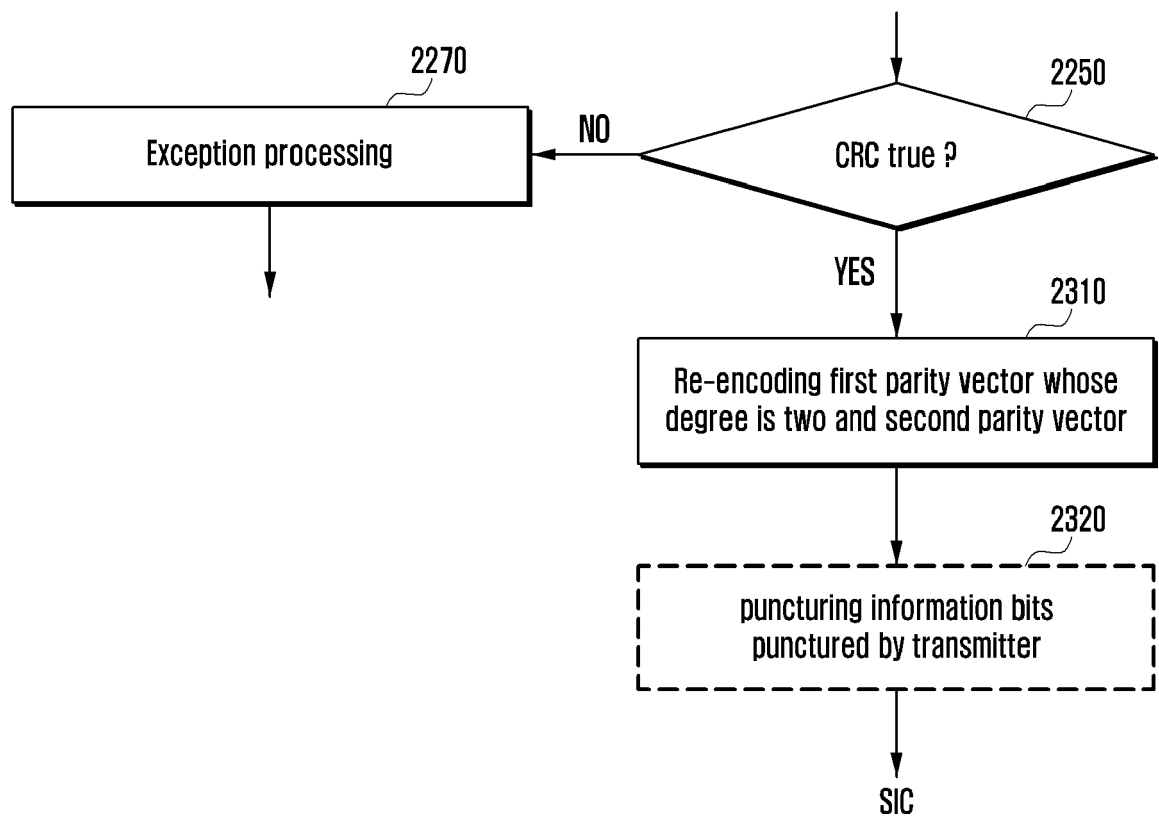 2270
Exception processing
NO
2250
CRC true ?
YES
2310
Re-encoding first parity vector whose
degree is two and second parity vector
2320
puncturing information bits
punctured by transmitter
SIC